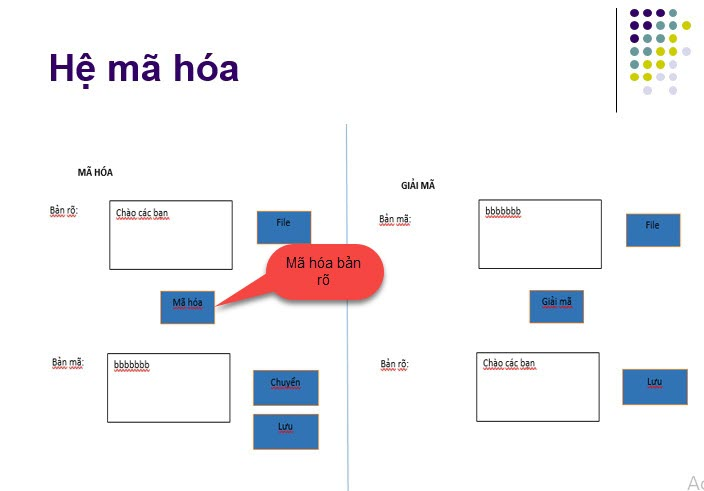 Hệ mã hóa
MÃ HÓA
Bản rõ:
Chào các bạn
File
Mã hóa bản
rõ
Mã hóa
Bản mã:
bbbbbbb
Chuyển
Lưu
GIẢI MÃ
Bản mã:
bbbbbbb
File
Giải mã
Bản rõ:
Chào các bạn
Lưu